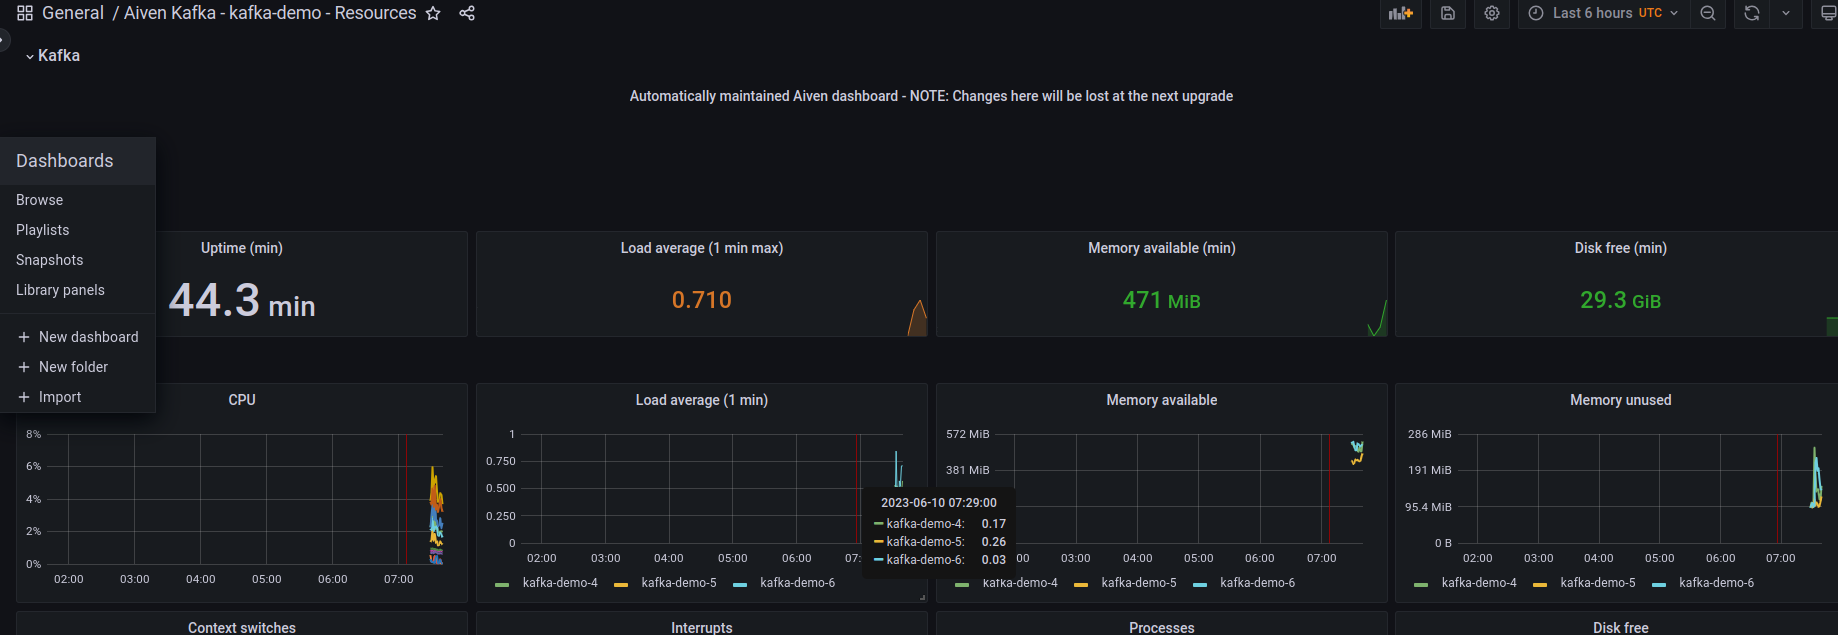 General / Aiven Kafka - kafka-demo - Resources
Last 6 hours UTC
Kafka
Automatically maintained Aiven dashboard - NOTE: Changes here will be lost at the next upgrade
Dashboards
Browse
Playlists
Snapshots
Library panels
+ New dashboard
+ New folder
+ Import
Uptime (min)
44.3 min
Load average (1 min max)
0.710
Memory available (min)
471 MiB
Disk free (min)
29.3 GiB
CPU
8%
6%
4%
2%
0%
02:00 03:00 04:00 05:00 06:00 07:00
Load average (1 min)
1
0.750
0.500
0.250
0
02:00 03:00 04:00 05:00 06:00 07:
kafka-demo-4 kafka-demo-5 kafka-demo-6
2023-06-10 07:29:00
kafka-demo-4: 0.17
kafka-demo-5: 0.26
kafka-demo-6: 0.03
Memory available
572 MiB
381 MiB
:00 03:00 04:00 05:00 06:00 07:00
kafka-demo-4 kafka-demo-5 kafka-demo-6
Memory unused
286 MiB
191 MiB
95.4 MiB
0 B
02:00 03:00 04:00 05:00 06:00 07:00
kafka-demo-4 kafka-demo-5 kafka-demo-6
Context switches
Interrupts
Processes
Disk free